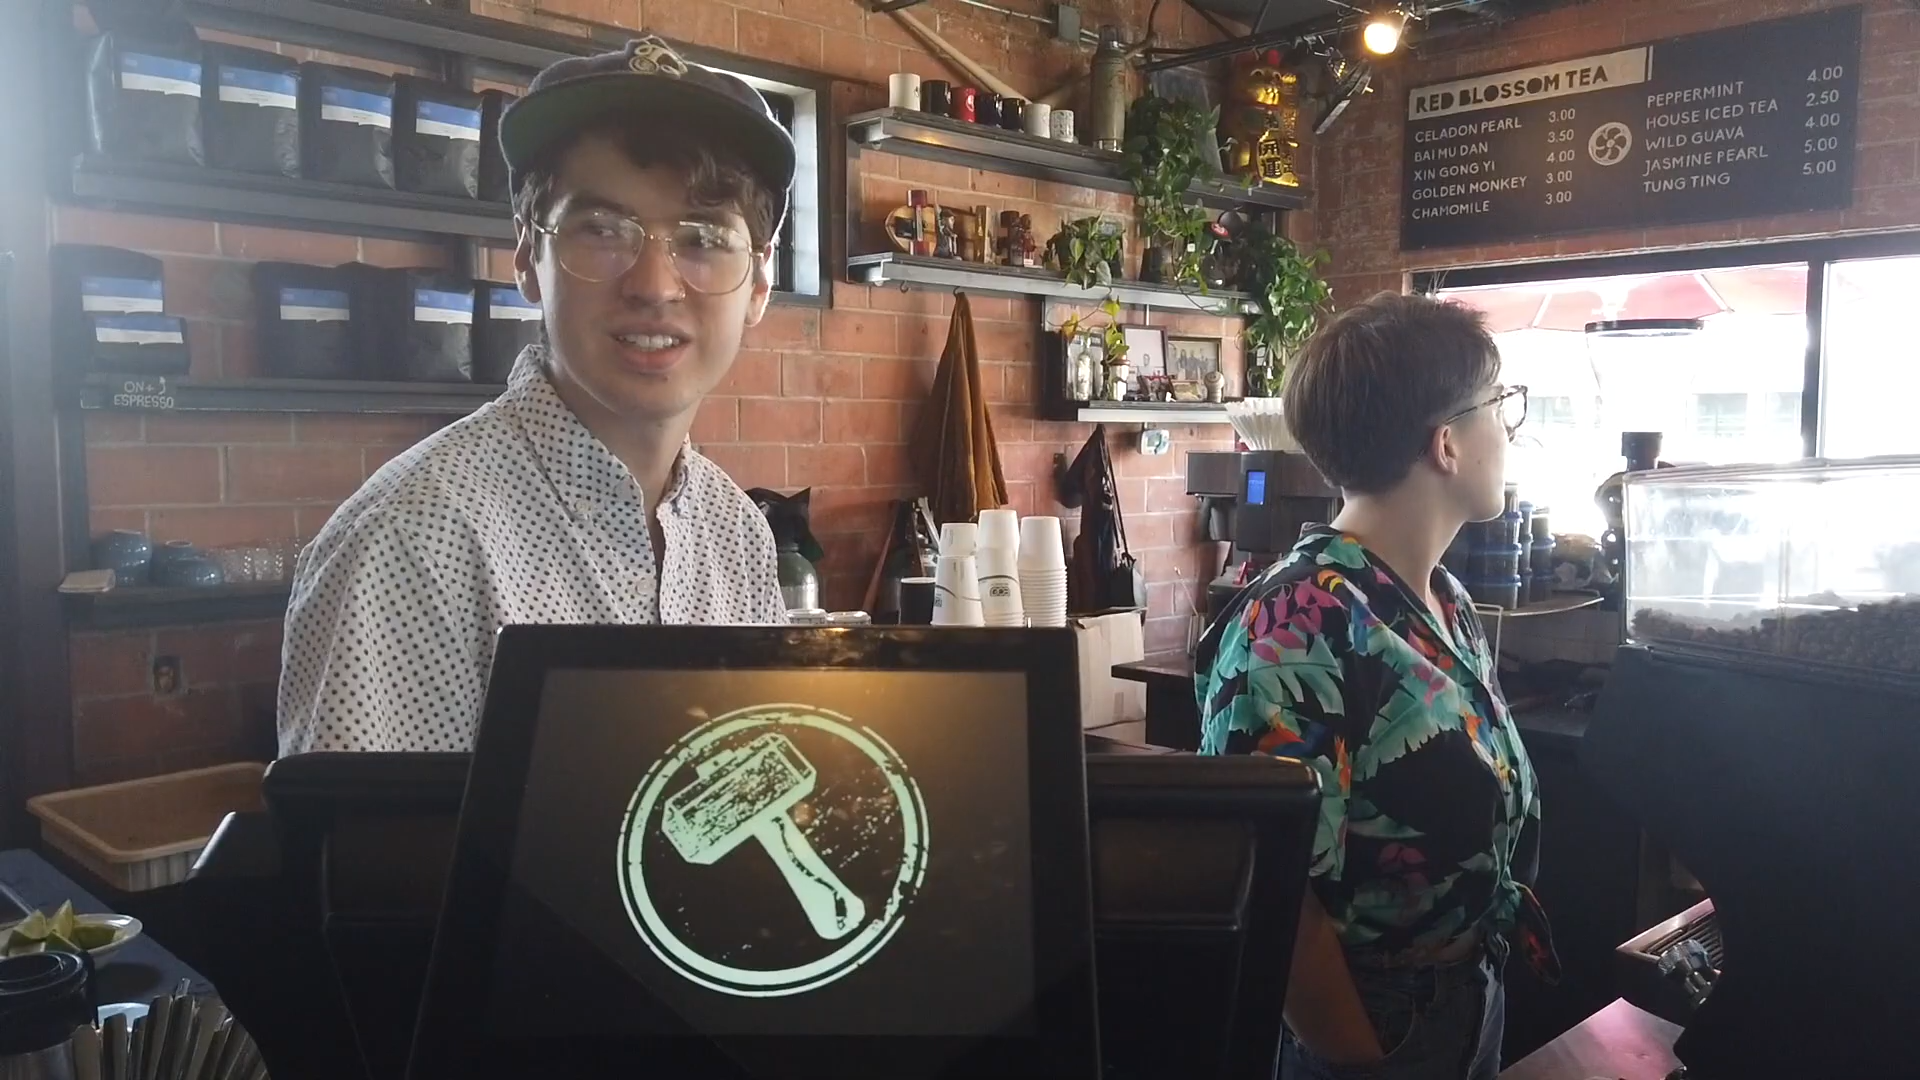 RED BLOSSOM TEA
CELADON PEARL 3.00
BAI MU DAN 3.50
XIN GONG YI 4.00
GOLDEN MONKEY 3.00
CHAMOMILE 3.00
PEPPERMINT 4.00
HOUSE ICED TEA 2.50
WILD GUAVA 4.00
JASMINE PEARL 5.00
TUNG TING 5.00
開運
ESPRESSO